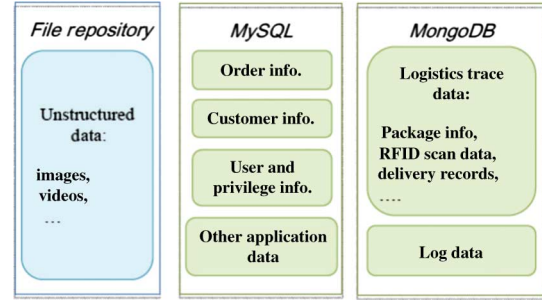 File repository
Unstructured
data:
images,
videos,
...
MySQL
Order info.
Customer info.
User and
privilege info.
Other application
data
MongoDB
Logistics trace
data:
Package info,
RFID scan data,
delivery records,
....
Log data